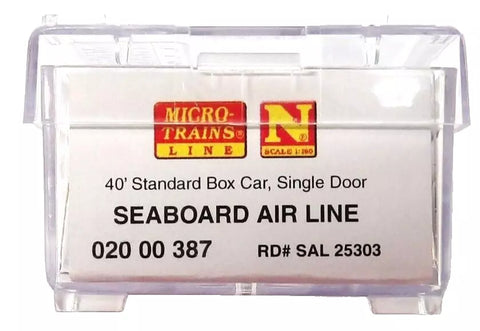 MICRO-
TRAINS®
LINE
N®
SCALE 1:160
40' Standard Box Car, Single Door
SEABOARD AIR LINE
020 00 387 RD# SAL 25303